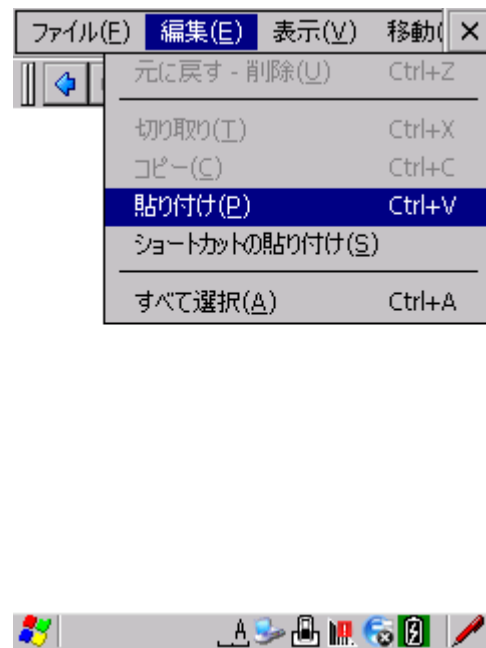 ファイル(F) 編集(E) 表示(V) 移動(
元に戻す - 削除(U) Ctrl+Z
切り取り(T) Ctrl+X
コピー(C) Ctrl+C
貼り付け(P) Ctrl+V
ショートカットの貼り付け(S)
すべて選択(A) Ctrl+A
A